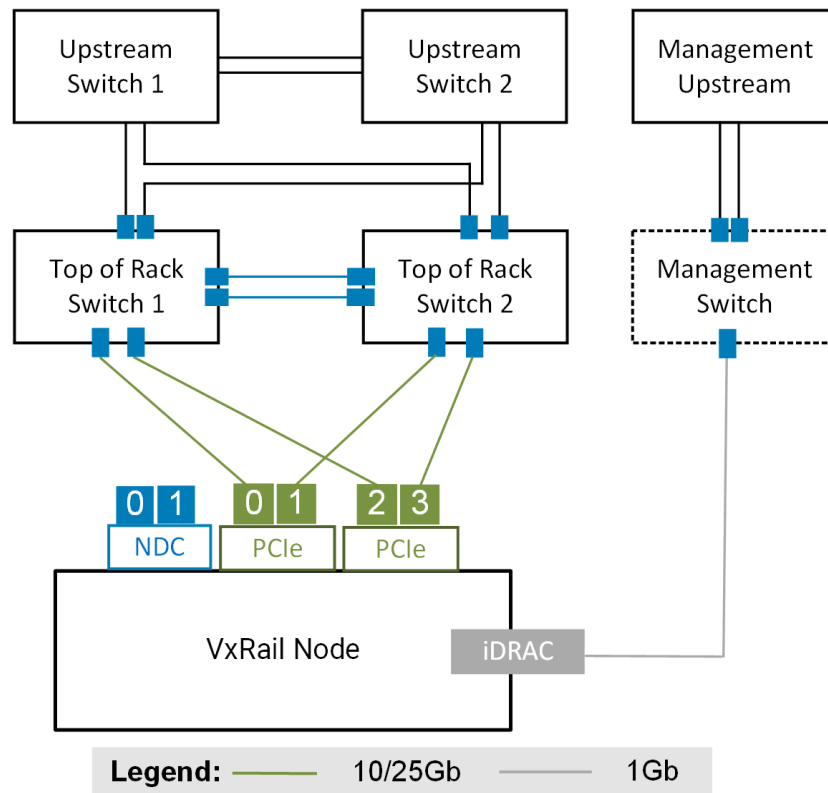 Upstream
Switch 1
Upstream
Switch 2
Management
Upstream
Top of Rack
Switch 1
Top of Rack
Switch 2
Management
Switch
0 1
0 1
2 3
NDC
PCIe
PCIe
VxRail Node
iDRAC
Legend: 10/25Gb 1Gb